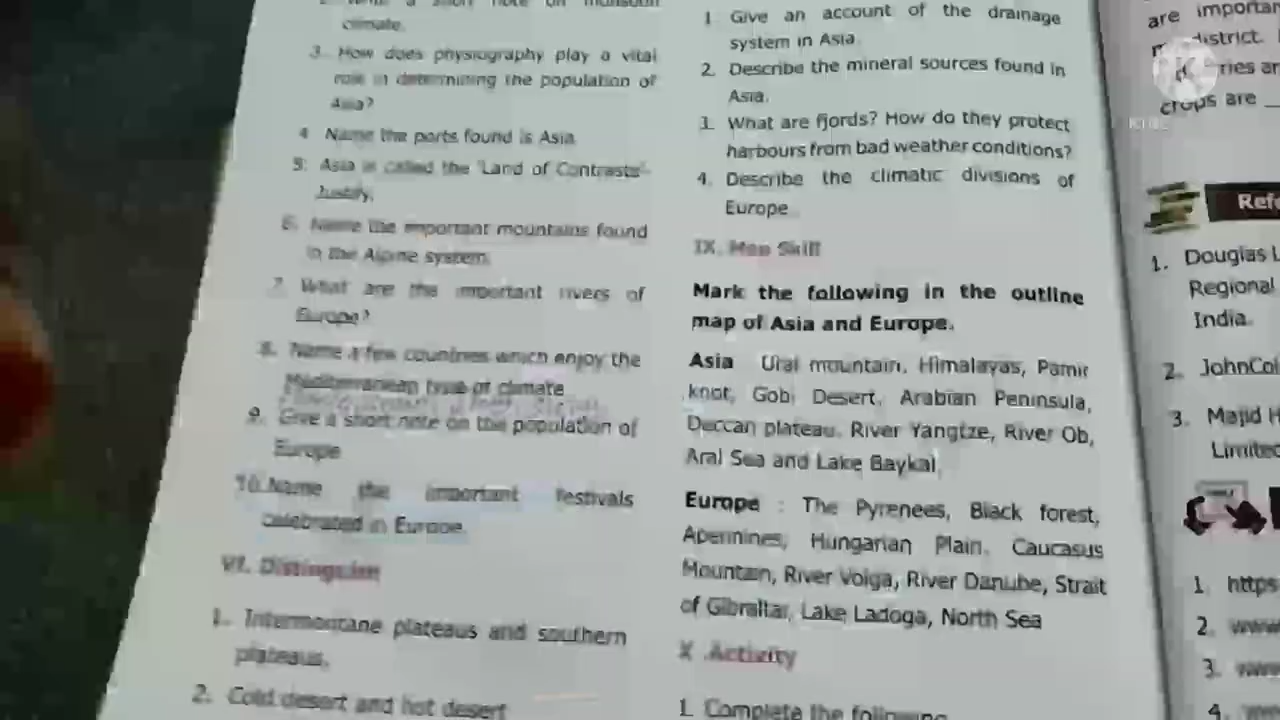 climate.
3. How does physiography play a vital
role in determining the population of
Asia?
4. Name the ports found is Asia
5. Asia is called the 'Land of Contrasts'-
Justify.
6. Name the important mountains found
in the Alpine system.
7. What are the important rivers of
Europe?
8. Name a few countries which enjoy the
Mediterranean type of climate
9. Give a short note on the population of
Europe
10.Name the important festivals
celebrated in Europe.
VI. Distinguish
1. Intermontane plateaus and southern
plateaus.
2. Cold desert and hot desert
1. Give an account of the drainage
system in Asia.
2. Describe the mineral sources found in
Asia.
3. What are fjords? How do they protect
harbours from bad weather conditions?
4. Describe the climatic divisions of
Europe.
IX. Map Skill
Mark the following in the outline
map of Asia and Europe.
Asia Ural mountain, Himalayas, Pamir
knot, Gobi Desert, Arabian Peninsula,
Deccan plateau, River Yangtze, River Ob,
Aral Sea and Lake Baykal.
Europe : The Pyrenees, Black forest,
Apennines, Hungarian Plain, Caucasus
Mountain, River Volga, River Danube, Strait
of Gibraltar, Lake Ladoga, North Sea
X .Activity
1. Complete the following
are
district.
crops are
1. Douglas L
Regional
India.
2.
3. Majid H
1. https
2. www
3. www
4.